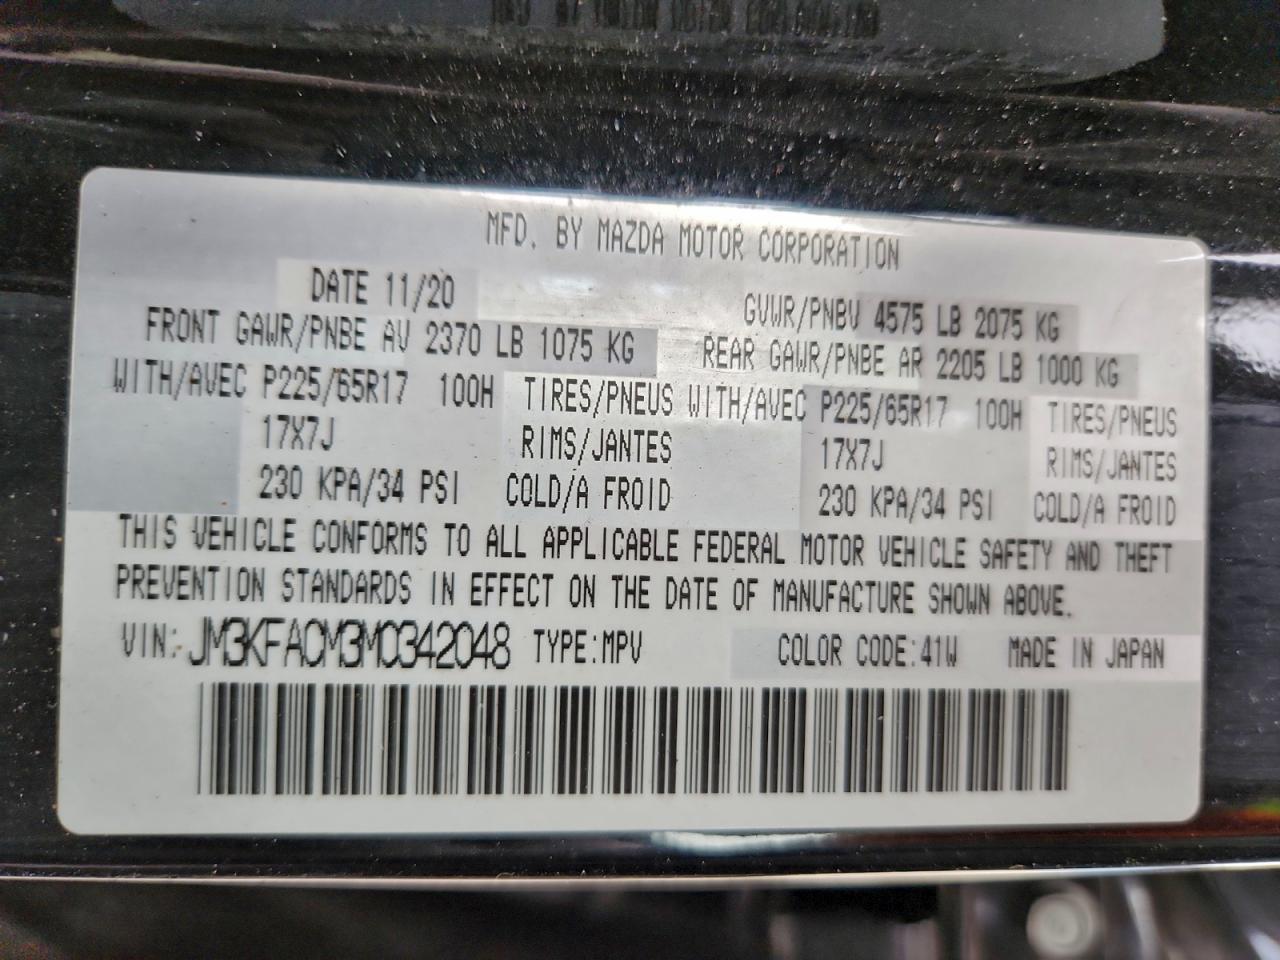 MFD. BY MAZDA MOTOR CORPORATION
DATE 11/20 GVWR/PNBV 4575 LB 2075 KG
FRONT GAWR/PNBE AV 2370 LB 1075 KG REAR GAWR/PNBE AR 2205 LB 1000 KG
WITH/AVEC P225/65R17 100H TIRES/PNEUS WITH/AVEC P225/65R17 100H TIRES/PNEUS
17X7J RIMS/JANTES 17X7J RIMS/JANTES
230 KPA/34 PSI COLD/A FROID 230 KPA/34 PSI COLD/A FROID
THIS VEHICLE CONFORMS TO ALL APPLICABLE FEDERAL MOTOR VEHICLE SAFETY AND THEFT
PREVENTION STANDARDS IN EFFECT ON THE DATE OF MANUFACTURE SHOWN ABOVE.
VIN: JM3KFACM3M0342048 TYPE:MPV COLOR CODE:41W MADE IN JAPAN